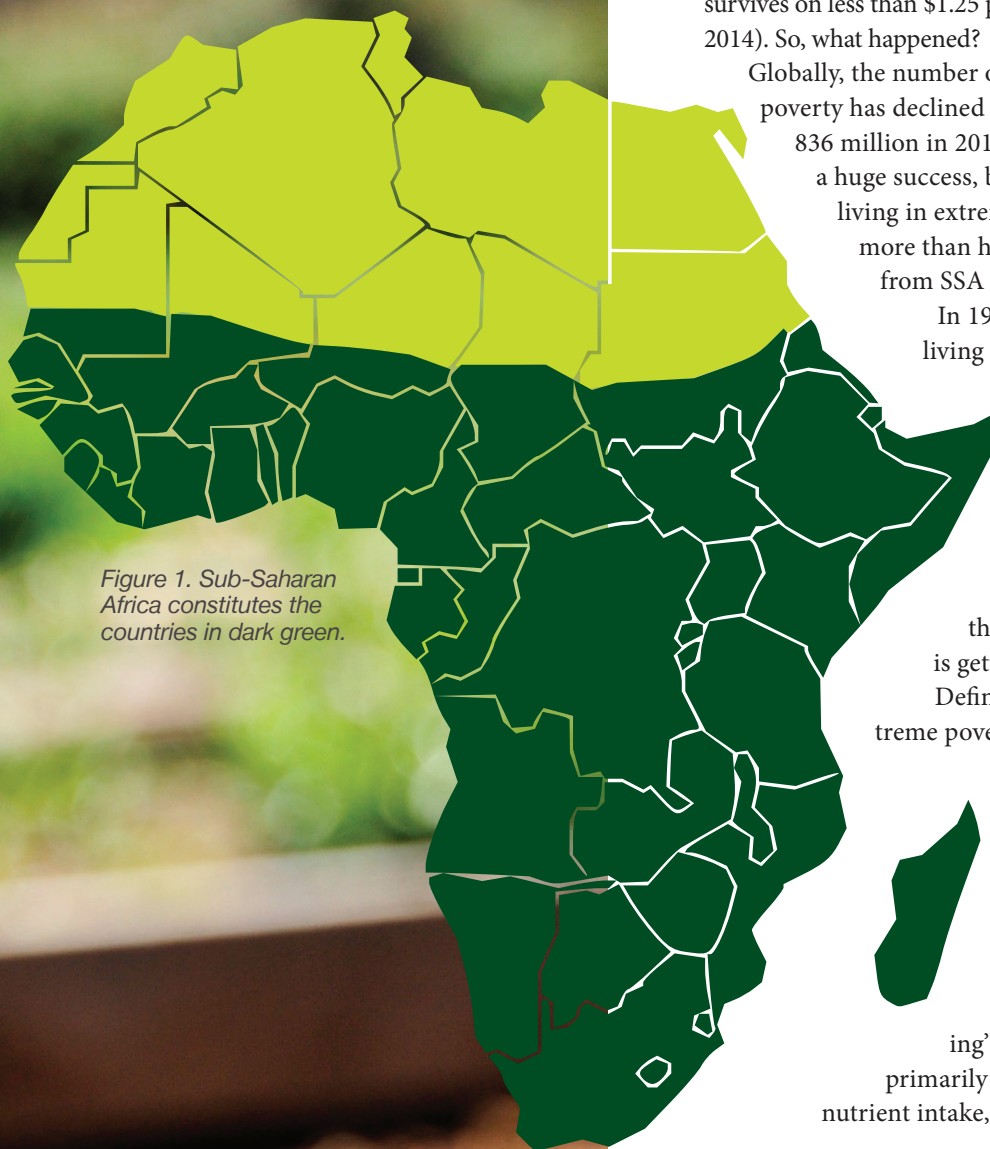 survives on less than $1.25 p
2014). So, what happened?
Globally, the number o
poverty has declined
836 million in 201
a huge success, b
living in extre
more than h
from SSA
In 19
living
Figure 1. Sub-Saharan
Africa constitutes the
countries in dark green.
th
is get
Defin
treme pove
ing’
primarily
nutrient intake,